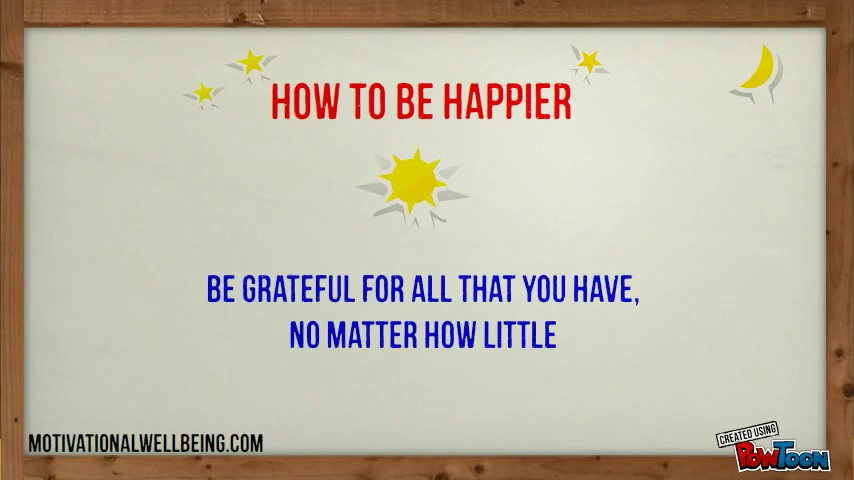 HOW TO BE HAPPIER
BE GRATEFUL FOR ALL THAT YOU HAVE,
NO MATTER HOW LITTLE
MOTIVATIONALWELLBEING.COM
CREATED USING
POWTOON